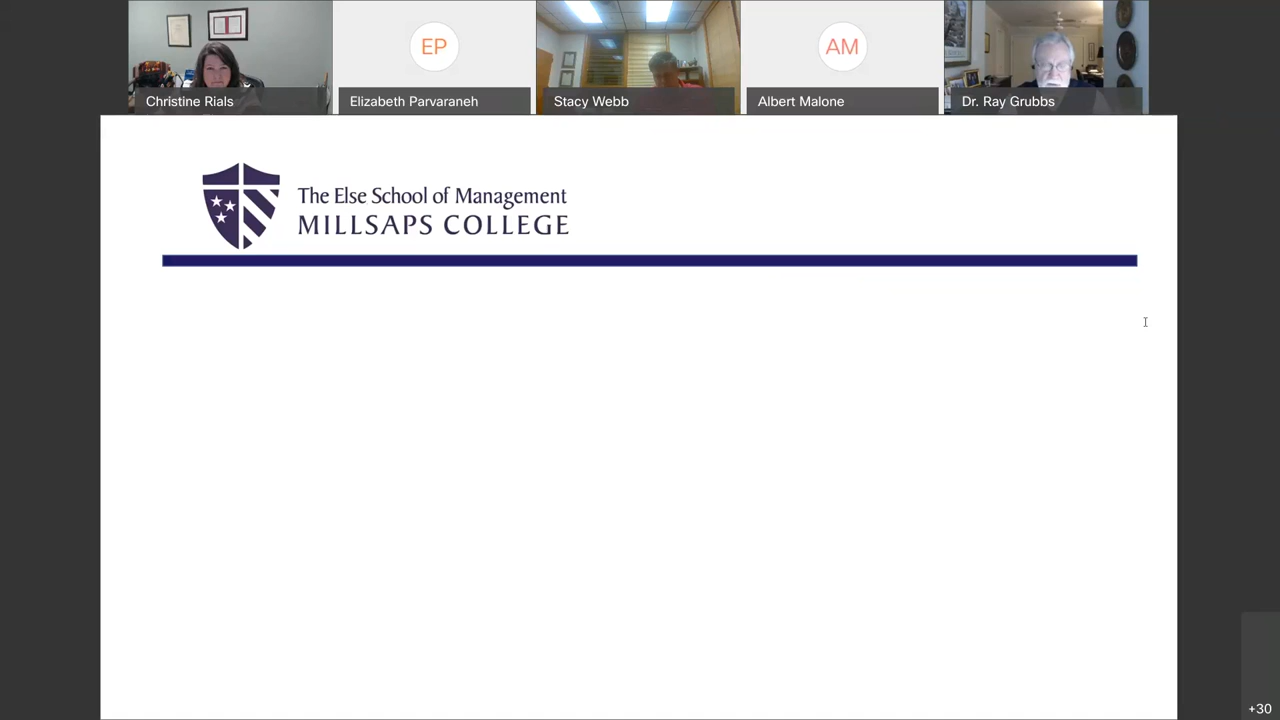 EP
AM
Christine Rials
Elizabeth Parvaraneh
Stacy Webb
Albert Malone
Dr. Ray Grubbs
The Else School of Management
MILLSAPS COLLEGE
+30